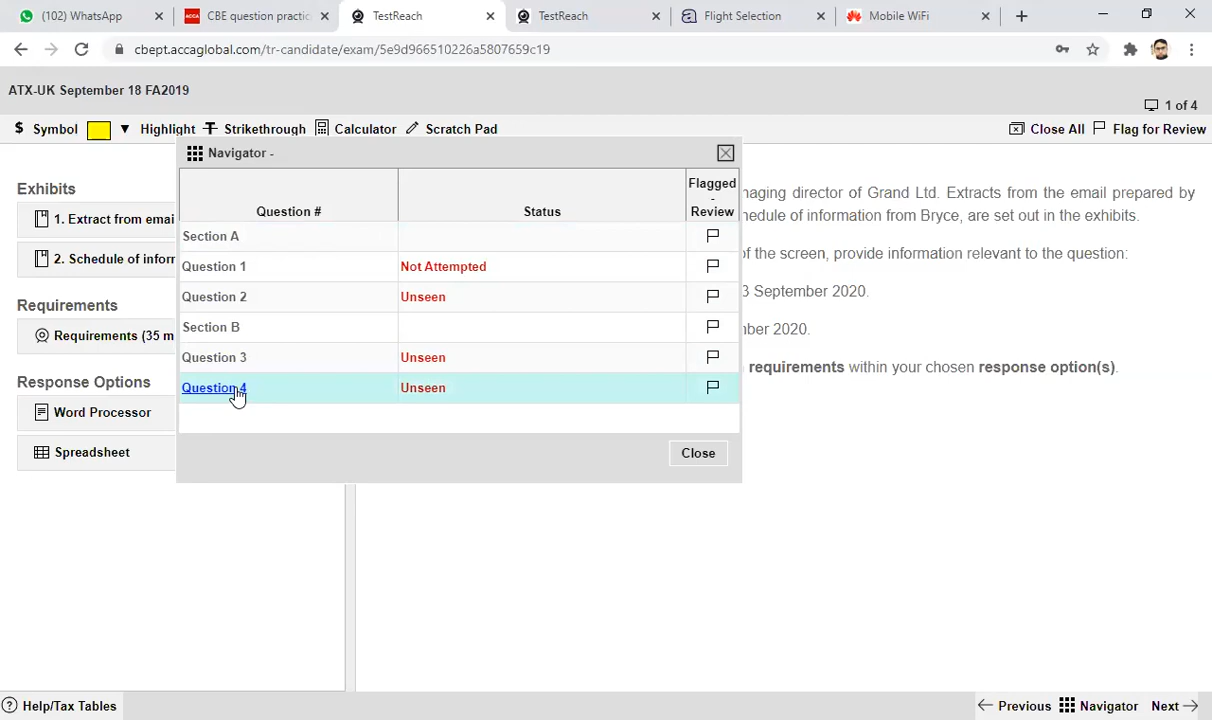 (102) WhatsApp
CBE question practic
TestReach
TestReach
Flight Selection
Mobile WiFi
cbept.accaglobal.com/tr-candidate/exam/5e9d966510226a5807659c19
ATX-UK September 18 FA2019
1 of 4
$ Symbol Highlight Strikethrough Calculator Scratch Pad Close All Flag for Review
Navigator -
Question # Status Flagged - Review
Section A
Question 1 Not Attempted
Question 2 Unseen
Section B
Question 3 Unseen
Question 4 Unseen
Close
Exhibits
1. Extract from emai
2. Schedule of inforr
Requirements
Requirements (35 m
Response Options
Word Processor
Spreadsheet
naging director of Grand Ltd. Extracts from the email prepared by
hedule of information from Bryce, are set out in the exhibits.
of the screen, provide information relevant to the question:
3 September 2020.
mber 2020.
requirements within your chosen response option(s).
Help/Tax Tables
Previous Navigator Next